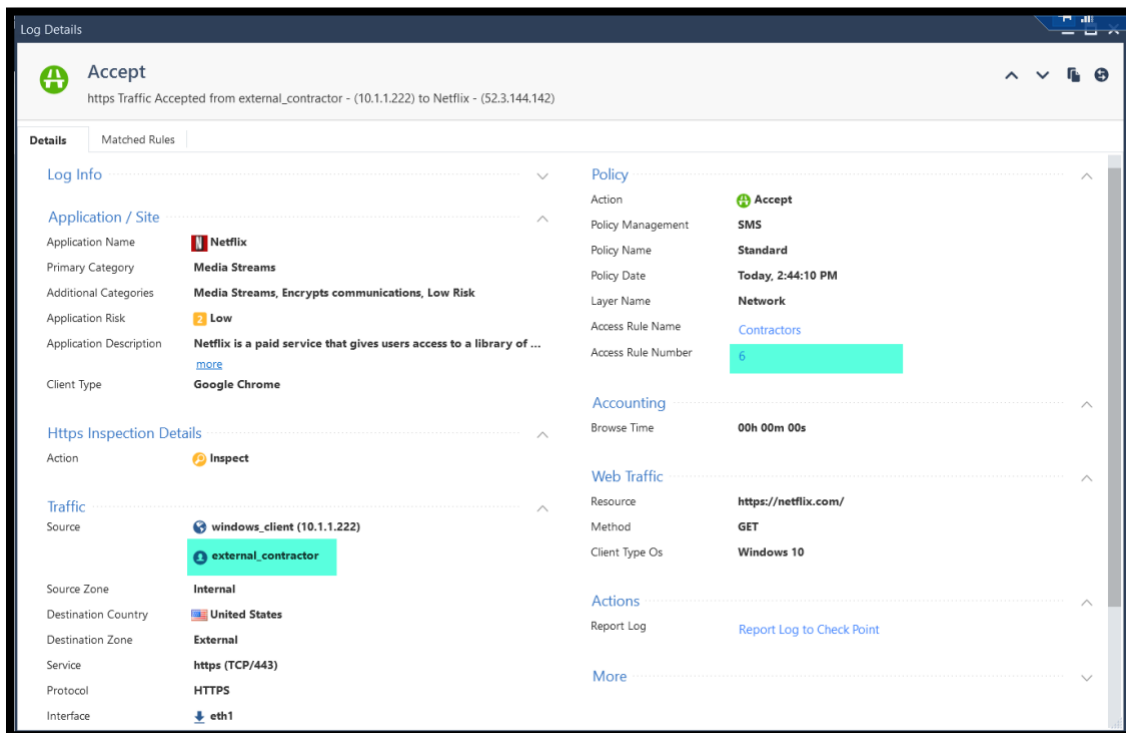 Log Details
Accept
https Traffic Accepted from external_contractor - (10.1.1.222) to Netflix - (52.3.144.142)
Details Matched Rules
Log Info
Application / Site
Application Name Netflix
Primary Category Media Streams
Additional Categories Media Streams, Encrypts communications, Low Risk
Application Risk 2 Low
Application Description Netflix is a paid service that gives users access to a library of ...
more
Client Type Google Chrome
Https Inspection Details
Action Inspect
Traffic
Source windows_client (10.1.1.222)
external_contractor
Source Zone Internal
Destination Country United States
Destination Zone External
Service https (TCP/443)
Protocol HTTPS
Interface eth1
Policy
Action Accept
Policy Management SMS
Policy Name Standard
Policy Date Today, 2:44:10 PM
Layer Name Network
Access Rule Name Contractors
Access Rule Number 6
Accounting
Browse Time 00h 00m 00s
Web Traffic
Resource https://netflix.com/
Method GET
Client Type Os Windows 10
Actions
Report Log Report Log to Check Point
More